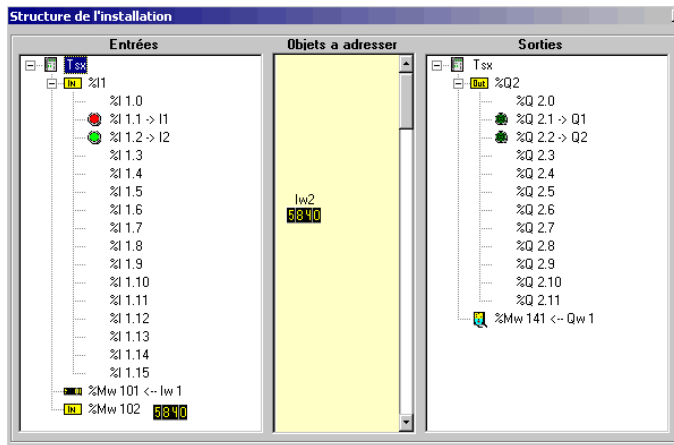 Structure de l'installation
Entrées
Tsx
%I1
%I 1.0
%I 1.1 -> I1
%I 1.2 -> I2
%I 1.3
%I 1.4
%I 1.5
%I 1.6
%I 1.7
%I 1.8
%I 1.9
%I 1.10
%I 1.11
%I 1.12
%I 1.13
%I 1.14
%I 1.15
%Mw 101 <-- Iw 1
IN %Mw 102 5840
Objets a adresser
Iw2
5840
Sorties
Tsx
Out %Q2
%Q 2.0
%Q 2.1 -> Q1
%Q 2.2 -> Q2
%Q 2.3
%Q 2.4
%Q 2.5
%Q 2.6
%Q 2.7
%Q 2.8
%Q 2.9
%Q 2.10
%Q 2.11
%Mw 141 <-- Qw 1